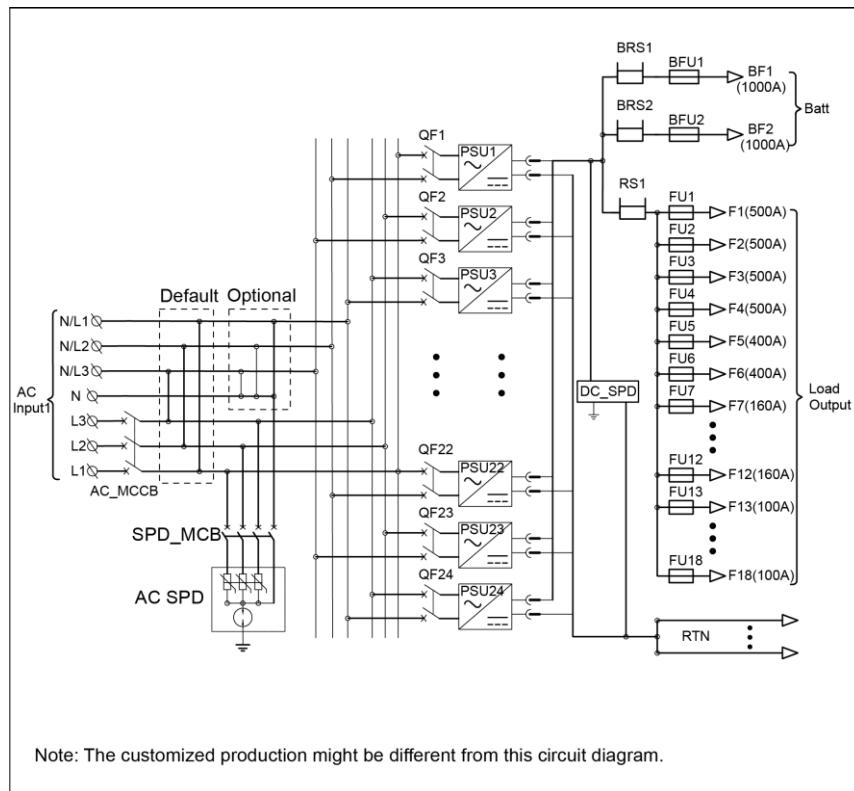 BRS1
BFU1
BF1
(1000A)
Batt
BRS2
BFU2
BF2
(1000A)
QF1
PSU1
QF2
PSU2
QF3
PSU3
RS1
FU1
F1(500A)
FU2
F2(500A)
FU3
F3(500A)
FU4
F4(500A)
FU5
F5(400A)
FU6
F6(400A)
FU7
F7(160A)
FU12
F12(160A)
FU13
F13(100A)
FU18
F18(100A)
Load
Output
DC_SPD
RTN
Default
Optional
N/L1
N/L2
N/L3
N
L3
L2
L1
AC
Input1
AC_MCCB
SPD_MCB
AC SPD
QF22
PSU22
QF23
PSU23
QF24
PSU24
Note: The customized production might be different from this circuit diagram.